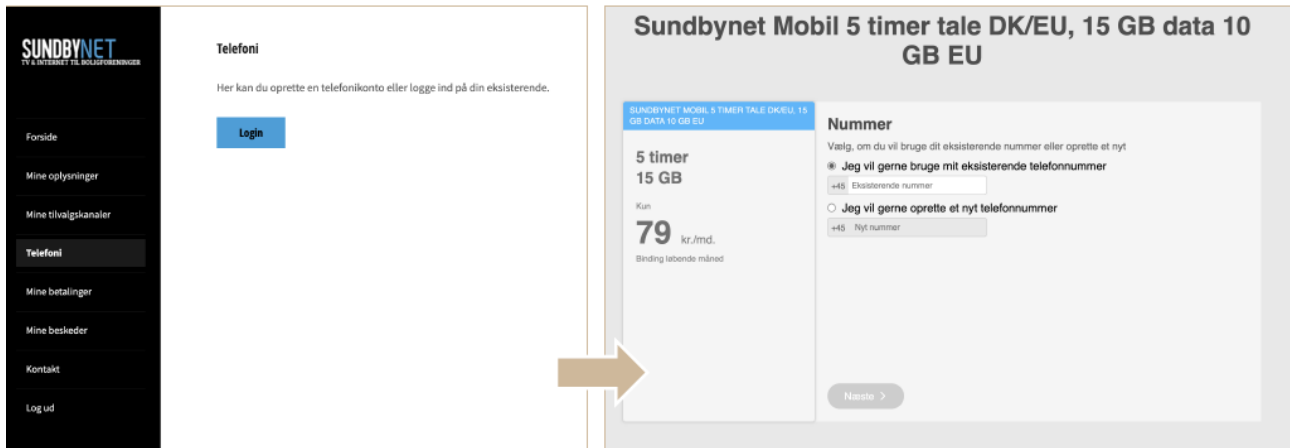 SUNDBYNET
TV & INTERNET TIL BOLIGFORENINGER
Forside
Mine oplysninger
Mine tilvalgskanaler
Telefoni
Mine betalinger
Mine beskeder
Kontakt
Log ud
Telefoni
Her kan du oprette en telefonikonto eller logge ind på din eksisterende.
Login
Sundbynet Mobil 5 timer tale DK/EU, 15 GB data 10
GB EU
SUNDBYNET MOBIL 5 TIMER TALE DK/EU, 15
GB DATA 10 GB EU
5 timer
15 GB
Kun
79 kr./md.
Binding løbende måned
Nummer
Vælg, om du vil bruge dit eksisterende nummer eller oprette et nyt
Jeg vil gerne bruge mit eksisterende telefonnummer
+45 Eksisterende nummer
Jeg vil gerne oprette et nyt telefonnummer
+45 Nyt nummer
Næste >